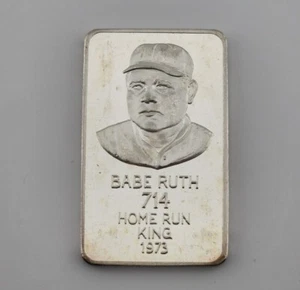 BABE RUTH
714
HOME RUN
KING
1973